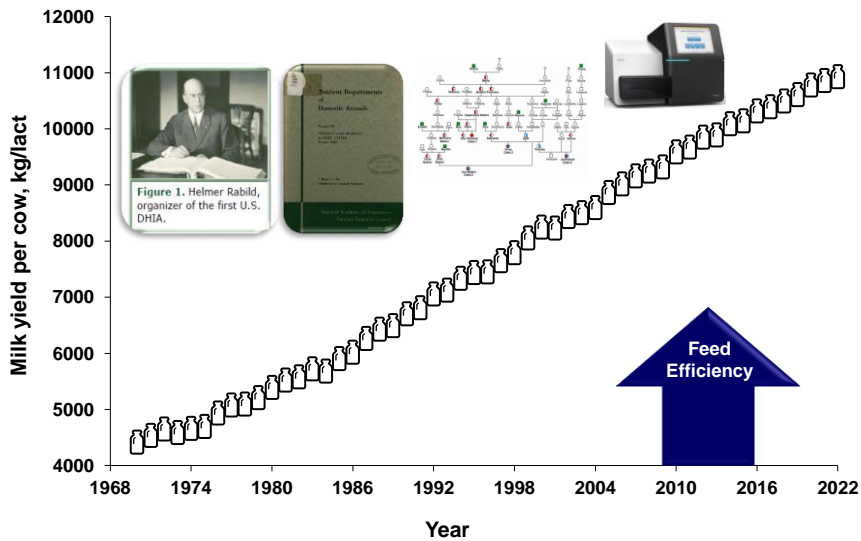 12000
11000
10000
9000
8000
7000
6000
5000
4000
Milk yield per cow, kg/lact
Figure 1. Helmer Rabild,
organizer of the first U.S.
DHIA.
Nutrient Requirements
of
Domestic Animals
Feed
Efficiency
1968
1974
1980
1986
1992
1998
2004
2010
2016
2022
Year